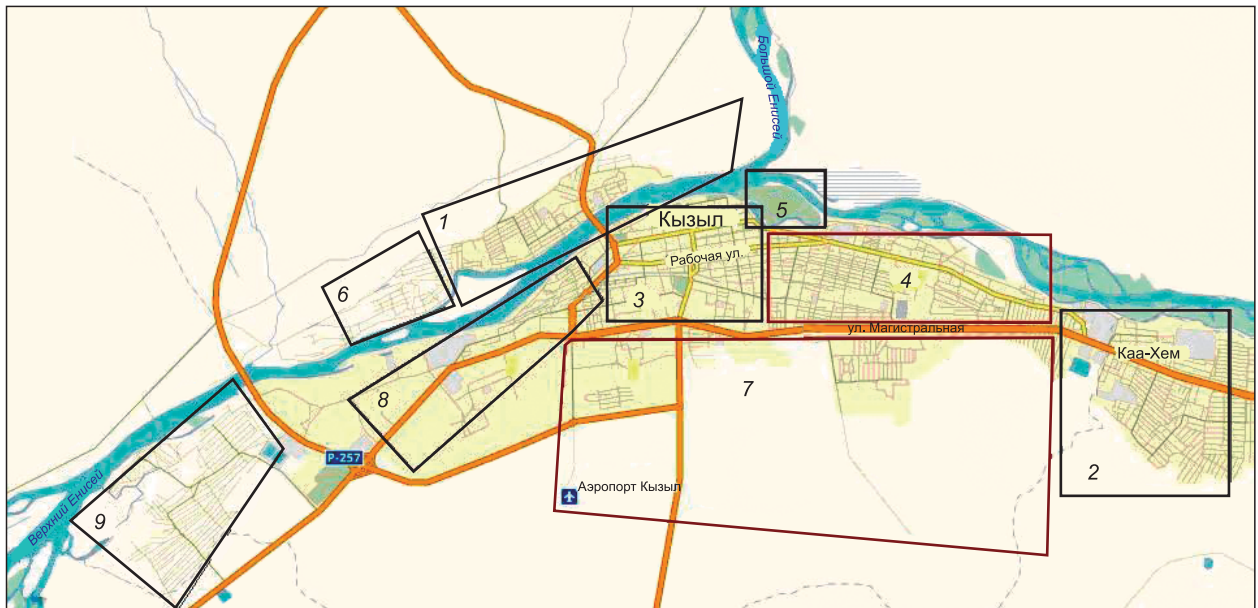 Большой Енисей
1
Кызыл
5
Рабочая ул.
6
4
3
ул. Магистральная
Каа-Хем
7
8
Р-257
2
Аэропорт Кызыл
Верхний Енисей
9